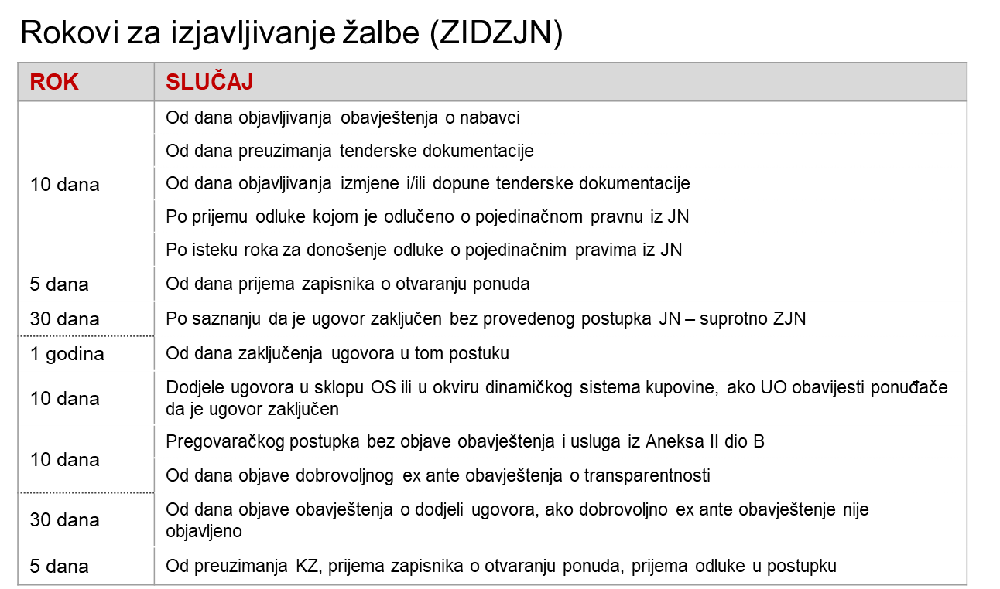 Rokovi za izjavljivanje žalbe (ZIDZJN)
ROK
SLUČAJ
10 dana
Od dana objavljivanja obavještenja o nabavci
Od dana preuzimanja tenderske dokumentacije
Od dana objavljivanja izmjene i/ili dopune tenderske dokumentacije
Po prijemu odluke kojom je odlučeno o pojedinačnom pravnu iz JN
Po isteku roka za donošenje odluke o pojedinačnim pravima iz JN
5 dana
Od dana prijema zapisnika o otvaranju ponuda
30 dana
Po saznanju da je ugovor zaključen bez provedenog postupka JN – suprotno ZJN
1 godina
Od dana zaključenja ugovora u tom postuku
10 dana
Dodjele ugovora u sklopu OS ili u okviru dinamičkog sistema kupovine, ako UO obavijesti ponuđače
da je ugovor zaključen
10 dana
Pregovaračkog postupka bez objave obavještenja i usluga iz Aneksa II dio B
Od dana objave dobrovoljnog ex ante obavještenja o transparentnosti
30 dana
Od dana objave obavještenja o dodjeli ugovora, ako dobrovoljno ex ante obavještenje nije
objavljeno
5 dana
Od preuzimanja KZ, prijema zapisnika o otvaranju ponuda, prijema odluke u postupku